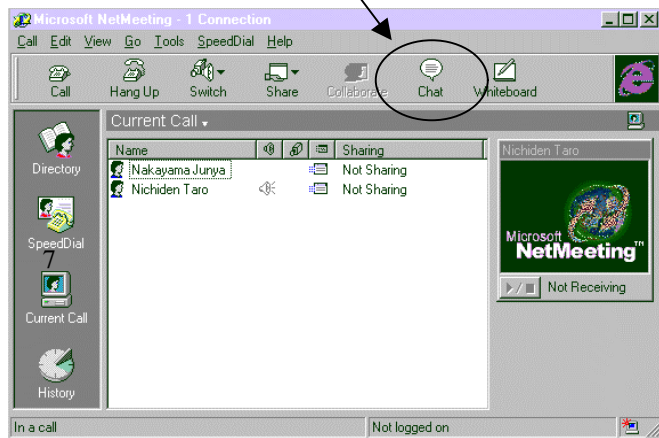 Microsoft NetMeeting - 1 Connection
Call Edit View Go Tools SpeedDial Help
Call Hang Up Switch Share Collaborate Chat Whiteboard
Current Call
Name Sharing
Nakayama Junya Not Sharing
Nichiden Taro Not Sharing
Directory
SpeedDial
7
Current Call
History
Nichiden Taro
Microsoft
NetMeeting™
Not Receiving
In a call Not logged on